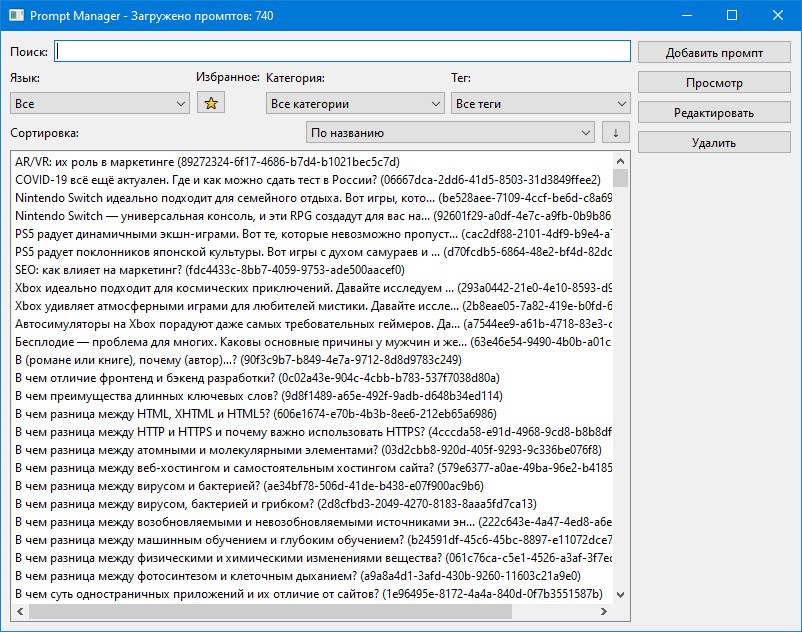 Prompt Manager - Загружено промптов: 740
Поиск:
Добавить промпт
Язык: Избранное: Категория: Тег:
Просмотр
Все Все категории Все теги
Редактировать
Сортировка: По названию ↓
Удалить
AR/VR: их роль в маркетинге (89272324-6f17-4686-b7d4-b1021bec5c7d)
COVID-19 всё ещё актуален. Где и как можно сдать тест в России? (06667dca-2dd6-41d5-8503-31d3849ffee2)
Nintendo Switch идеально подходит для семейного отдыха. Вот игры, кото... (be528aee-7109-4ccf-be6d-c8a69
Nintendo Switch — универсальная консоль, и эти RPG создадут для вас на... (92601f29-a0df-4e7c-a9fb-0b9b86
PS5 радует динамичными экшн-играми. Вот те, которые невозможно пропуст... (cac2df88-2101-4df9-b9e4-a
PS5 радует поклонников японской культуры. Вот игры с духом самураев и ... (d70fcdb5-6864-48e2-bf4d-82dc
SEO: как влияет на маркетинг? (fdc4433c-8bb7-4059-9753-ade500aacef0)
Xbox идеально подходит для космических приключений. Давайте исследуем ... (293a0442-21e0-4e10-8593-d9
Xbox удивляет атмосферными играми для любителей мистики. Давайте иссле... (2b8eae05-7a82-419e-b0fd-6
Автосимуляторы на Xbox порадуют даже самых требовательных геймеров. Да... (a7544ee9-a61b-4718-83e3-c
Бесплодие — проблема для многих. Каковы основные причины у мужчин и же... (63e46e54-9490-4b0b-a01c
В (романе или книге), почему (автор)...? (90f3c9b7-b849-4e7a-9712-8d8d9783c249)
В чем отличие фронтенд и бэкенд разработки? (0c02a43e-904c-4cbb-b783-537f7038d80a)
В чем преимущества длинных ключевых слов? (9d8f1489-a65e-492f-9adb-d648b34ed114)
В чем разница между HTML, XHTML и HTML5? (606e1674-e70b-4b3b-8ee6-212eb65a6986)
В чем разница между HTTP и HTTPS и почему важно использовать HTTPS? (4cccda58-e91d-4968-9cd8-b8b8df
В чем разница между атомными и молекулярными элементами? (03d2cbb8-920d-405f-9293-9c336be076f8)
В чем разница между веб-хостингом и самостоятельным хостингом сайта? (579e6377-a0ae-49ba-96e2-b4185
В чем разница между вирусом и бактерией? (ae34bf78-506d-41de-b438-e07f900ac9b6)
В чем разница между вирусом, бактерией и грибком? (2d8cfbd3-2049-4270-8183-8aaa5fd7ca13)
В чем разница между возобновляемыми и невозобновляемыми источниками эн... (222c643e-4a47-4ed8-a6e
В чем разница между машинным обучением и глубоким обучением? (b24591df-45c6-45bc-8897-e11072dce7
В чем разница между физическими и химическими изменениями вещества? (061c76ca-c5e1-4526-a3af-3f7ec
В чем разница между фотосинтезом и клеточным дыханием? (a9a8a4d1-3afd-430b-9260-11603c21a9e0)
В чем суть одностраничных приложений и их отличие от сайтов? (1e96495e-8172-4a4a-840d-0f7b3551587b)